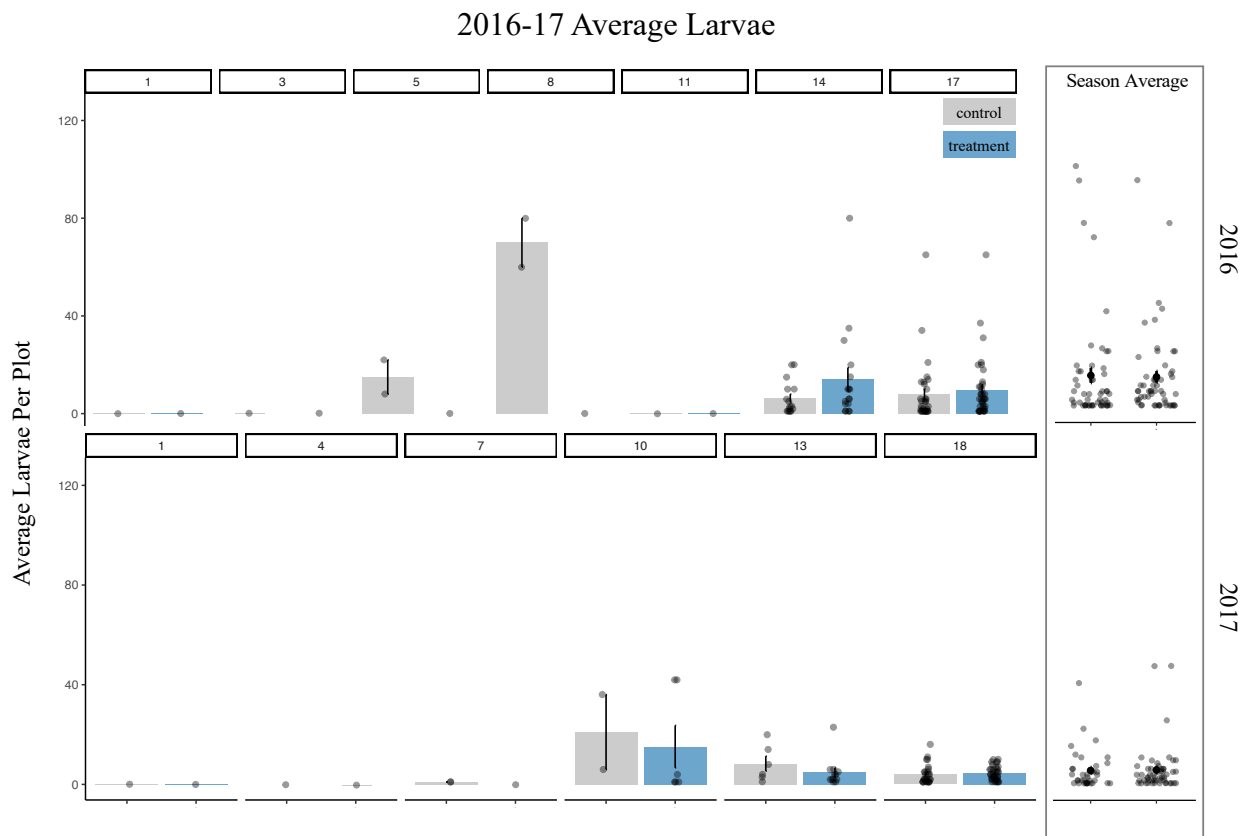 2016-17 Average Larvae
1 3 5 8 11 14 17
Season Average
control
treatment
120
80
40
0
2016
Average Larvae Per Plot
1 4 7 10 13 18
120
80
40
0
2017